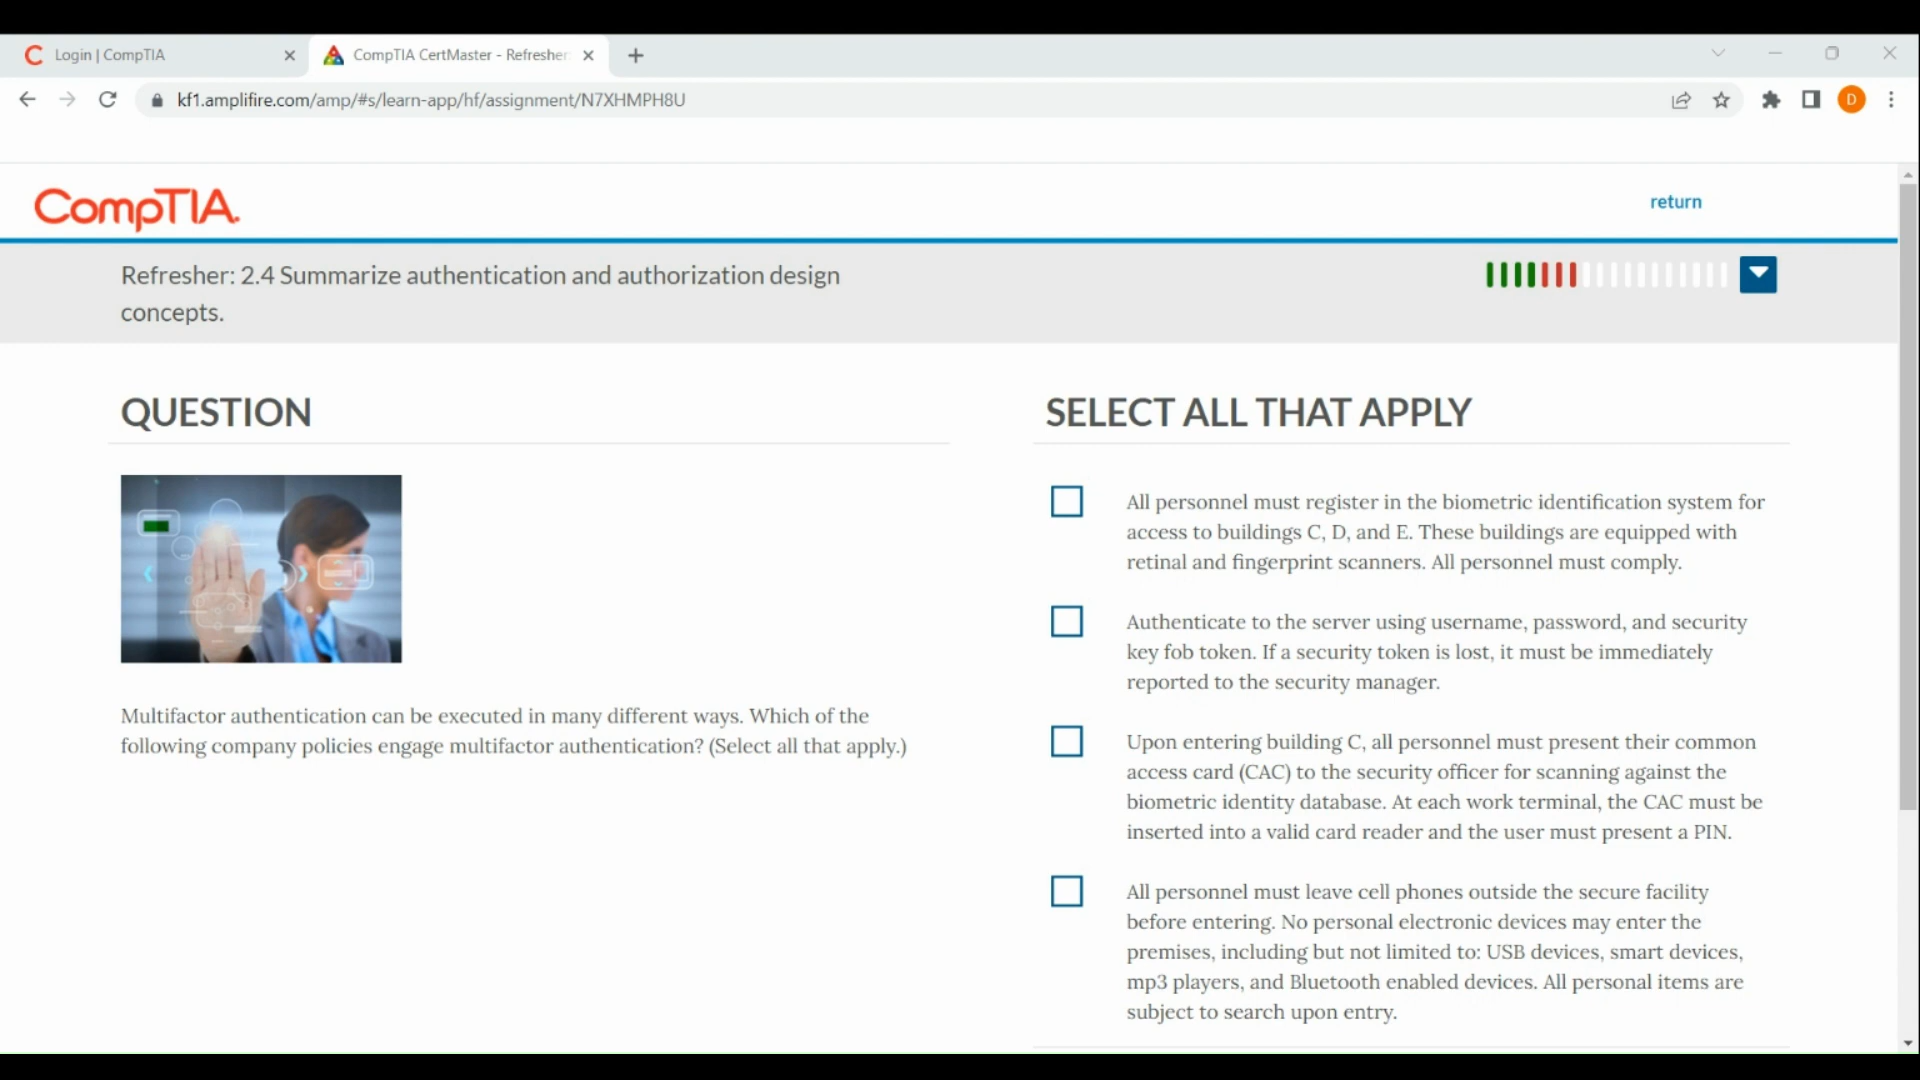 Login | CompTIA
CompTIA CertMaster - Refresher:
kf1.amplifire.com/amp/#s/learn-app/hf/assignment/N7XHMPH8U
D
CompTIA.
return
Refresher: 2.4 Summarize authentication and authorization design
concepts.
QUESTION
Multifactor authentication can be executed in many different ways. Which of the
following company policies engage multifactor authentication? (Select all that apply.)
SELECT ALL THAT APPLY
All personnel must register in the biometric identification system for
access to buildings C, D, and E. These buildings are equipped with
retinal and fingerprint scanners. All personnel must comply.
Authenticate to the server using username, password, and security
key fob token. If a security token is lost, it must be immediately
reported to the security manager.
Upon entering building C, all personnel must present their common
access card (CAC) to the security officer for scanning against the
biometric identity database. At each work terminal, the CAC must be
inserted into a valid card reader and the user must present a PIN.
All personnel must leave cell phones outside the secure facility
before entering. No personal electronic devices may enter the
premises, including but not limited to: USB devices, smart devices,
mp3 players, and Bluetooth enabled devices. All personal items are
subject to search upon entry.